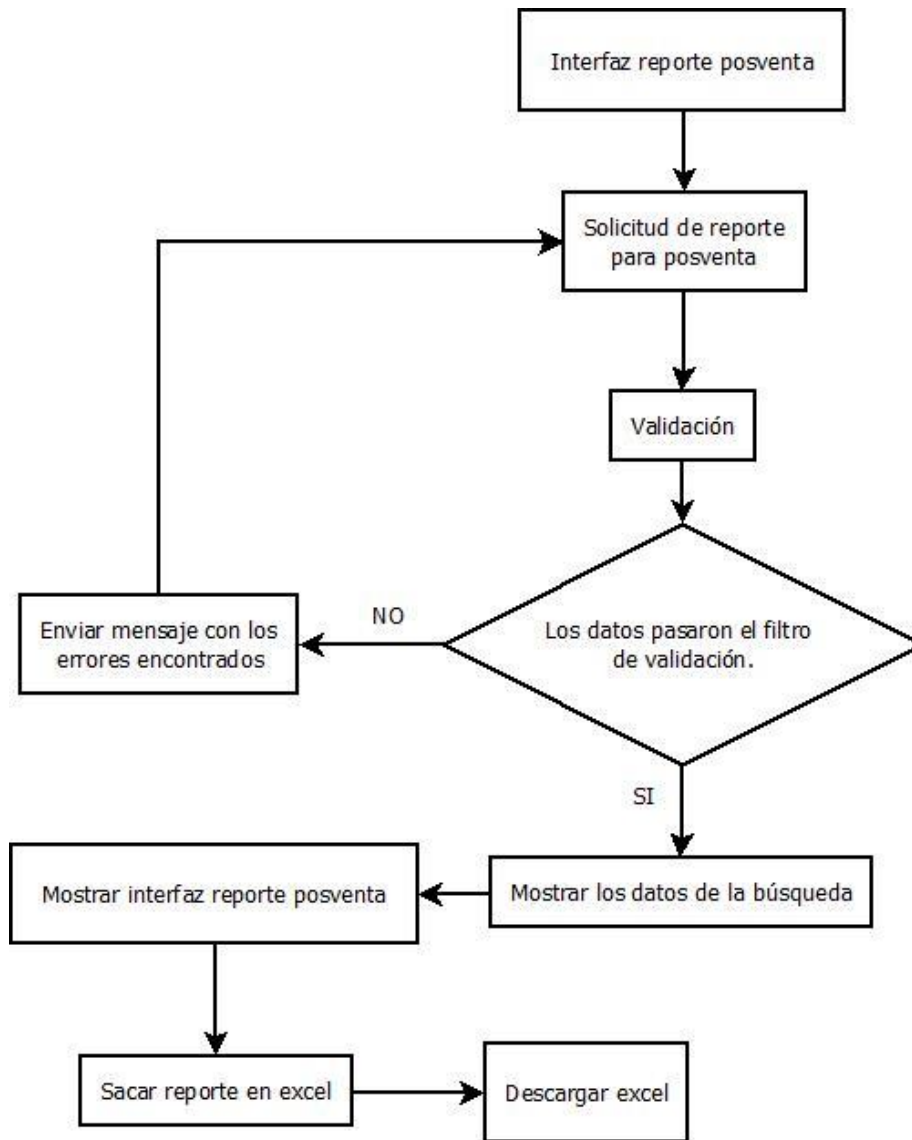 Interfaz reporte posventa
Solicitud de reporte
para posventa
Validación
Los datos pasaron el filtro
de validación.
NO
Enviar mensaje con los
errores encontrados
SI
Mostrar los datos de la búsqueda
Mostrar interfaz reporte posventa
Sacar reporte en excel
Descargar excel